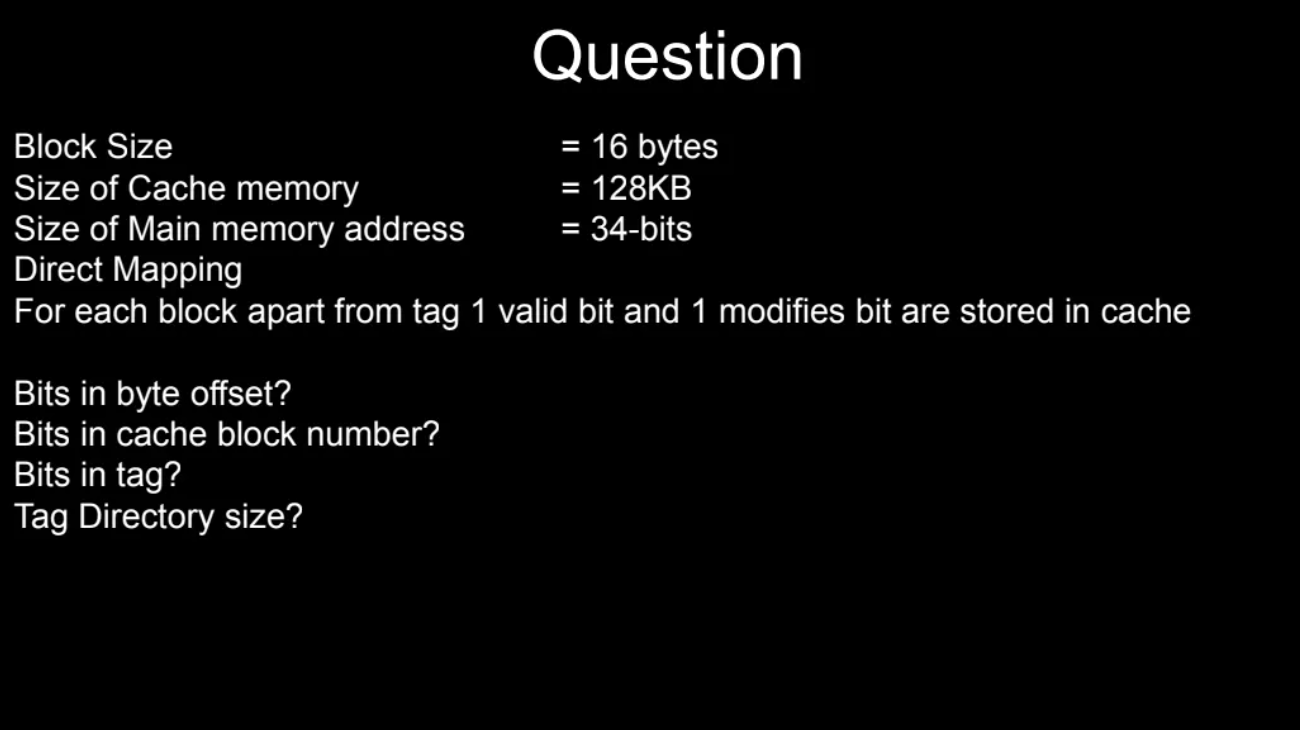 Question
Block Size = 16 bytes
Size of Cache memory = 128KB
Size of Main memory address = 34-bits
Direct Mapping
For each block apart from tag 1 valid bit and 1 modifies bit are stored in cache
Bits in byte offset?
Bits in cache block number?
Bits in tag?
Tag Directory size?